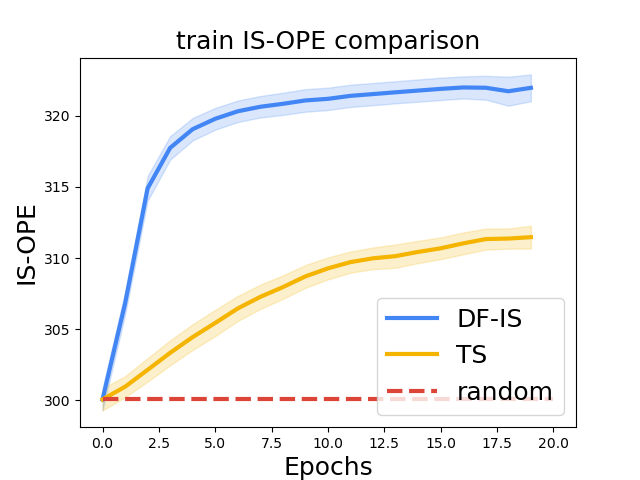 train IS-OPE comparison
IS-OPE
320
315
310
305
300
DF-IS
TS
random
0.0 2.5 5.0 7.5 10.0 12.5 15.0 17.5 20.0
Epochs